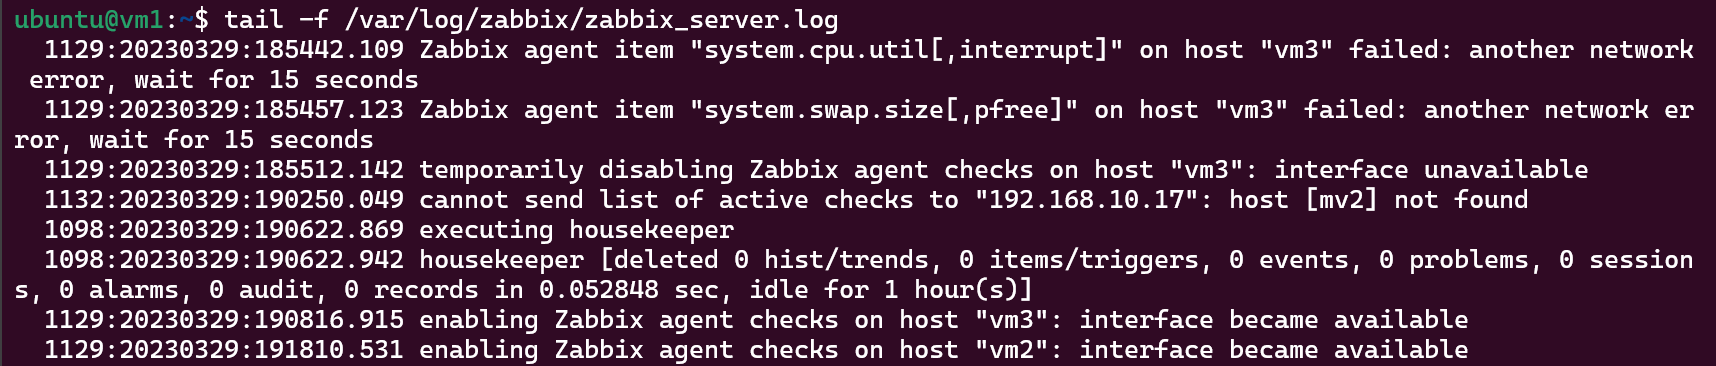 ubuntu@vm1:~$ tail -f /var/log/zabbix/zabbix_server.log
  1129:20230329:185442.109 Zabbix agent item "system.cpu.util[,interrupt]" on host "vm3" failed: another network
 error, wait for 15 seconds
  1129:20230329:185457.123 Zabbix agent item "system.swap.size[,pfree]" on host "vm3" failed: another network er
ror, wait for 15 seconds
  1129:20230329:185512.142 temporarily disabling Zabbix agent checks on host "vm3": interface unavailable
  1132:20230329:190250.049 cannot send list of active checks to "192.168.10.17": host [mv2] not found
  1098:20230329:190622.869 executing housekeeper
  1098:20230329:190622.942 housekeeper [deleted 0 hist/trends, 0 items/triggers, 0 events, 0 problems, 0 session
s, 0 alarms, 0 audit, 0 records in 0.052848 sec, idle for 1 hour(s)]
  1129:20230329:190816.915 enabling Zabbix agent checks on host "vm3": interface became available
  1129:20230329:191810.531 enabling Zabbix agent checks on host "vm2": interface became available